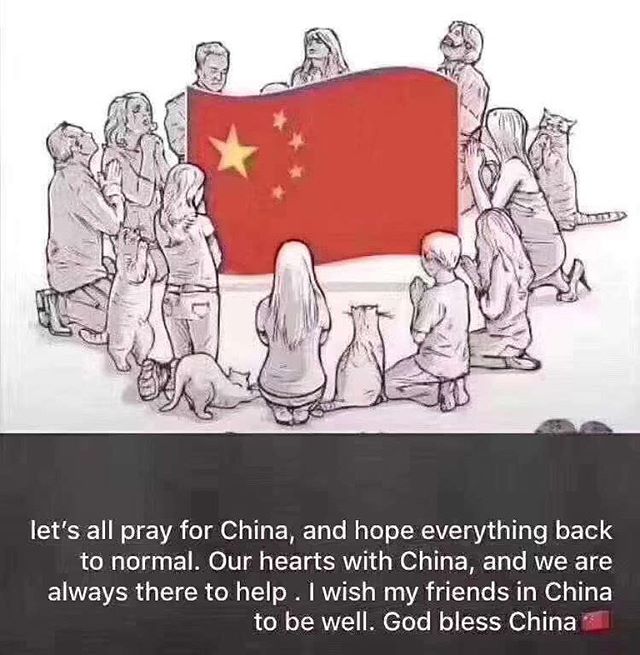 let's all pray for China, and hope everything back
to normal. Our hearts with China, and we are
always there to help . I wish my friends in China
to be well. God bless China 🇨🇳